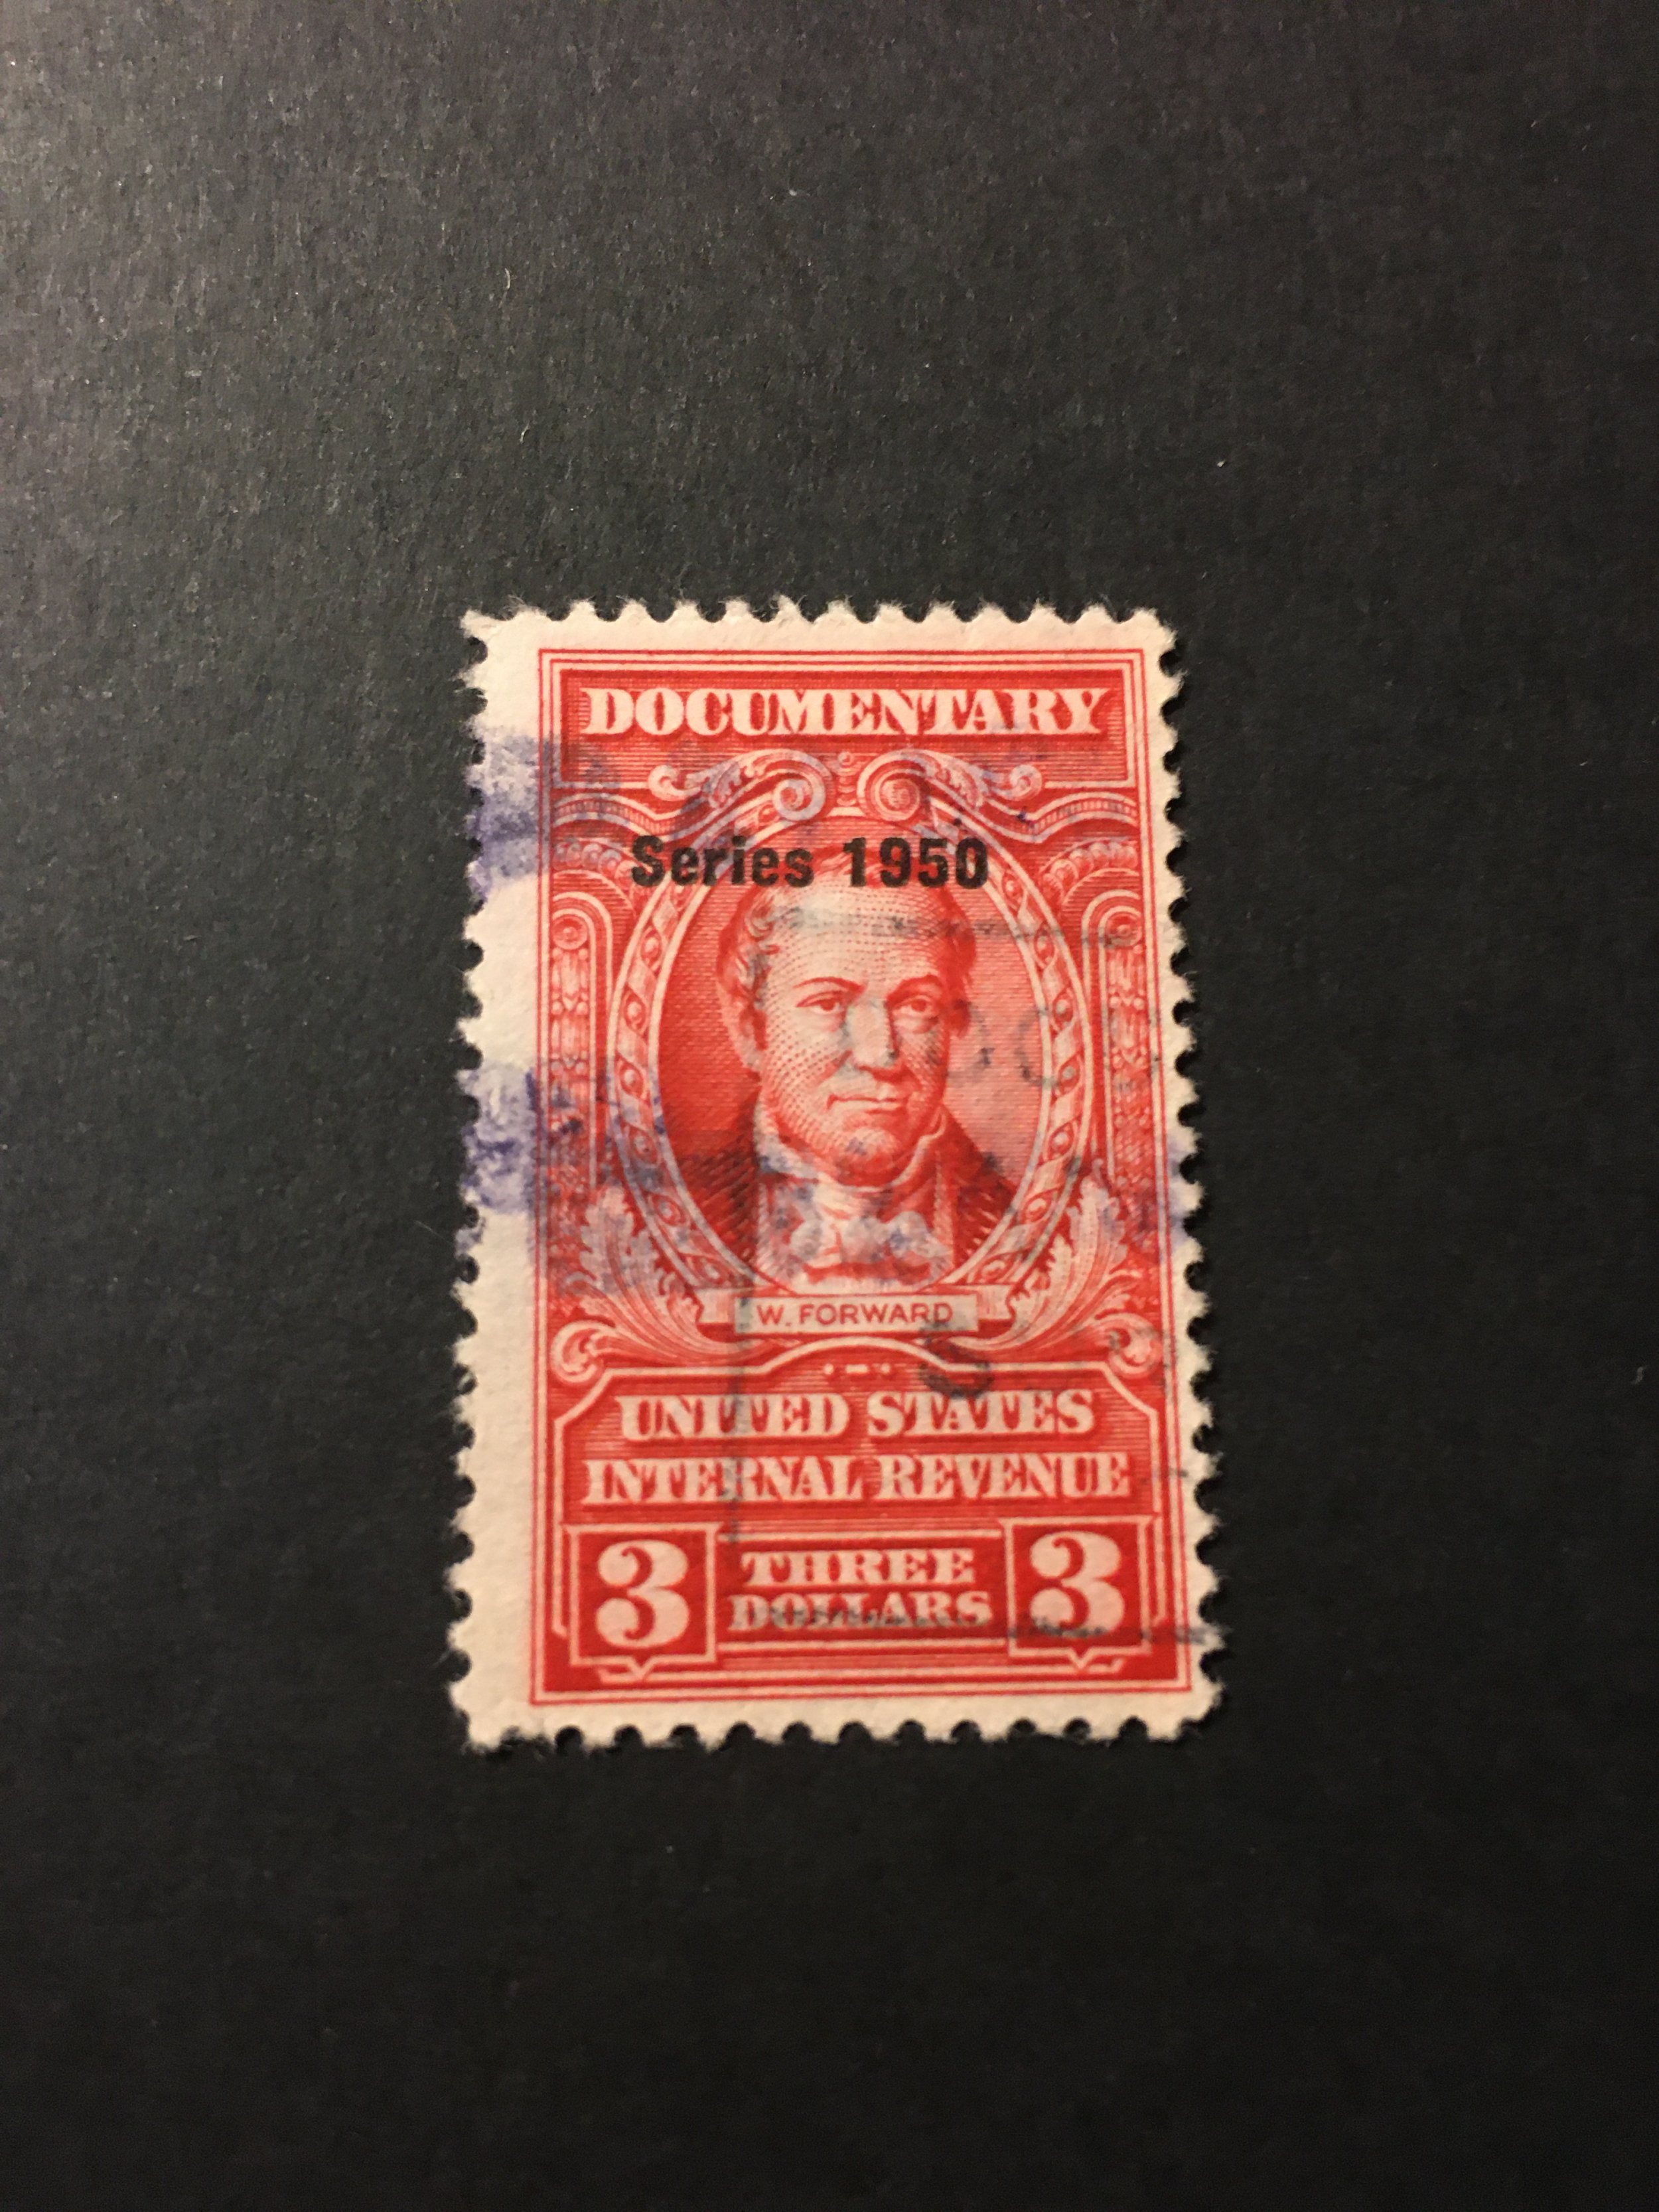 DOCUMENTARY
Series 1950
W. FORWARD
UNITED STATES
INTERNAL REVENUE
3 THREE DOLLARS 3